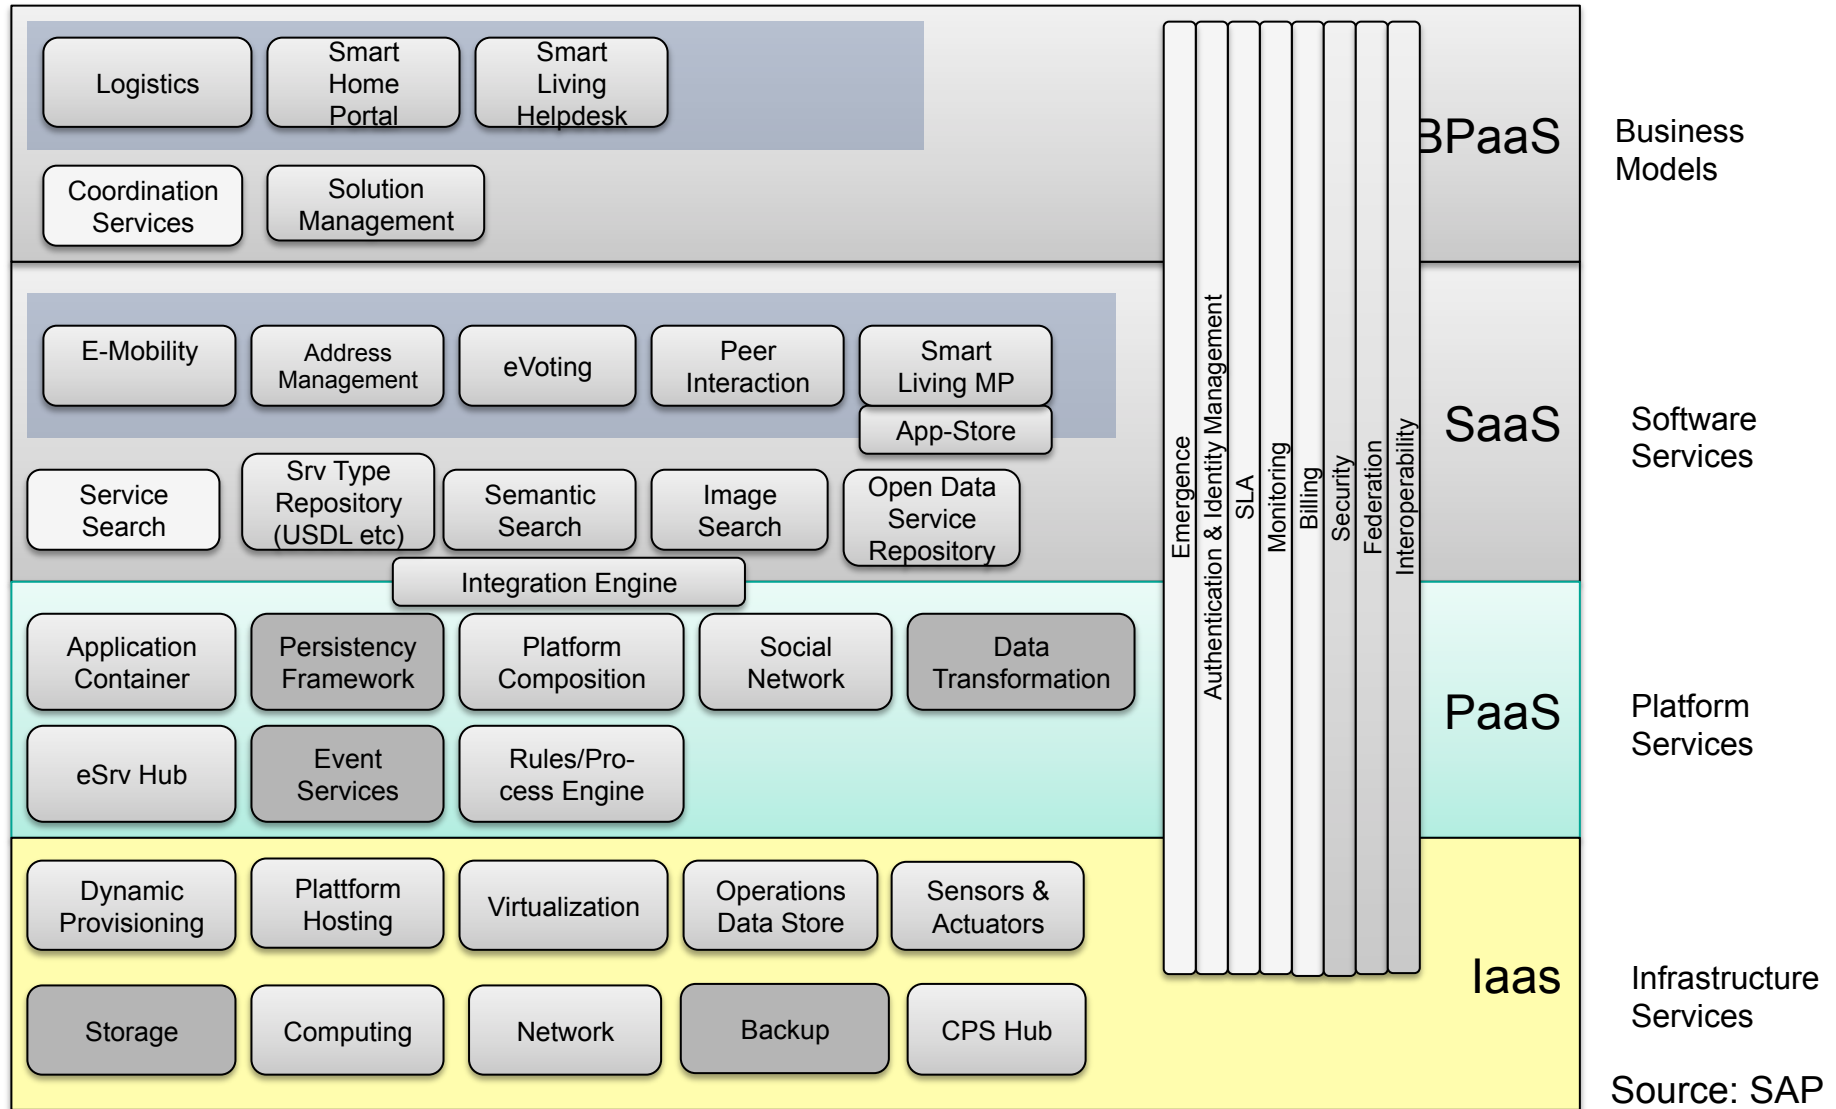 Logistics
Smart
Home
Portal
Smart
Living
Helpdesk
BPaaS
Business
Models
Coordination
Services
Solution
Management
E-Mobility
Address
Management
eVoting
Peer
Interaction
Smart
Living MP
App-Store
SaaS
Software
Services
Service
Search
Srv Type
Repository
(USDL etc)
Semantic
Search
Image
Search
Open Data
Service
Repository
Integration Engine
Emergence
Authentication & Identity Management
SLA
Monitoring
Billing
Security
Federation
Interoperability
Application
Container
Persistency
Framework
Platform
Composition
Social
Network
Data
Transformation
PaaS
Platform
Services
eSrv Hub
Event
Services
Rules/Pro-
cess Engine
Dynamic
Provisioning
Plattform
Hosting
Virtualization
Operations
Data Store
Sensors &
Actuators
Iaas
Infrastructure
Services
Storage
Computing
Network
Backup
CPS Hub
Source: SAP